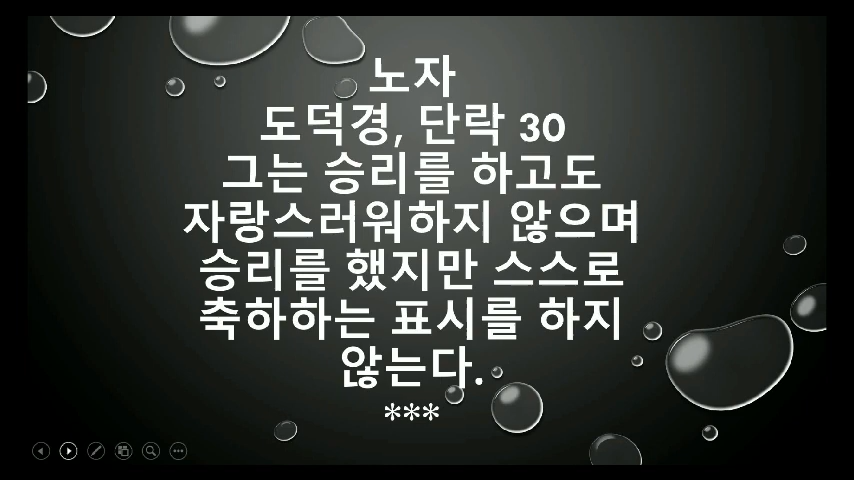 노자
도덕경, 단락 30
그는 승리를 하고도
자랑스러워하지 않으며
승리를 했지만 스스로
축하하는 표시를 하지
않는다.
***